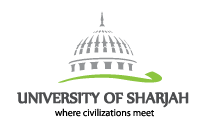 UNIVERSITY OF SHARJAH
where civilizations meet